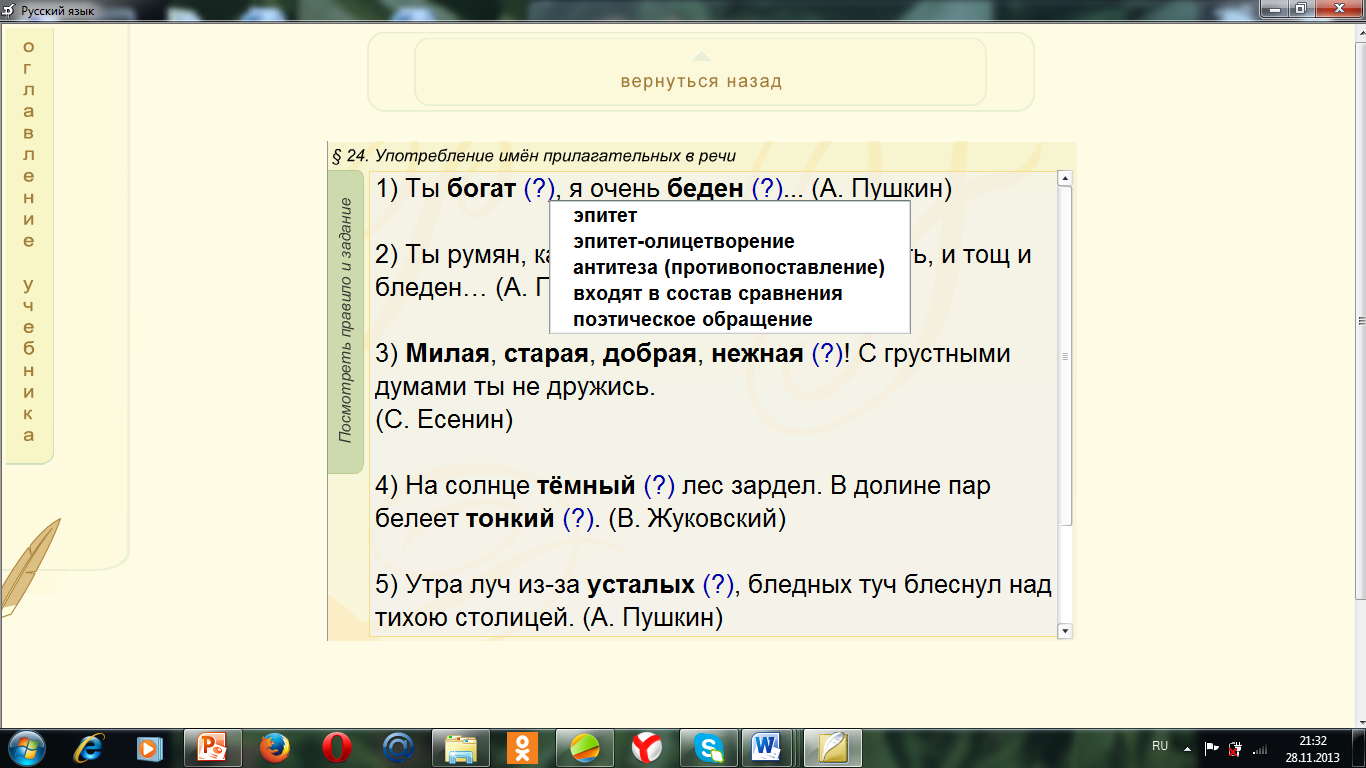 Русский язык
оглавление учебника
вернуться назад
§ 24. Употребление имён прилагательных в речи
Посмотреть правило и задание
1) Ты богат (?), я очень беден (?)... (А. Пушкин)
эпитет
эпитет-олицетворение
антитеза (противопоставление)
входят в состав сравнения
поэтическое обращение
2) Ты румян, и тощ и
бледен… (А.
3) Милая, старая, добрая, нежная (?)! С грустными
думами ты не дружись.
(С. Есенин)
4) На солнце тёмный (?) лес зардел. В долине пар
белеет тонкий (?). (В. Жуковский)
5) Утра луч из-за усталых (?), бледных туч блеснул над
тихою столицей. (А. Пушкин)
RU
21:32
28.11.2013